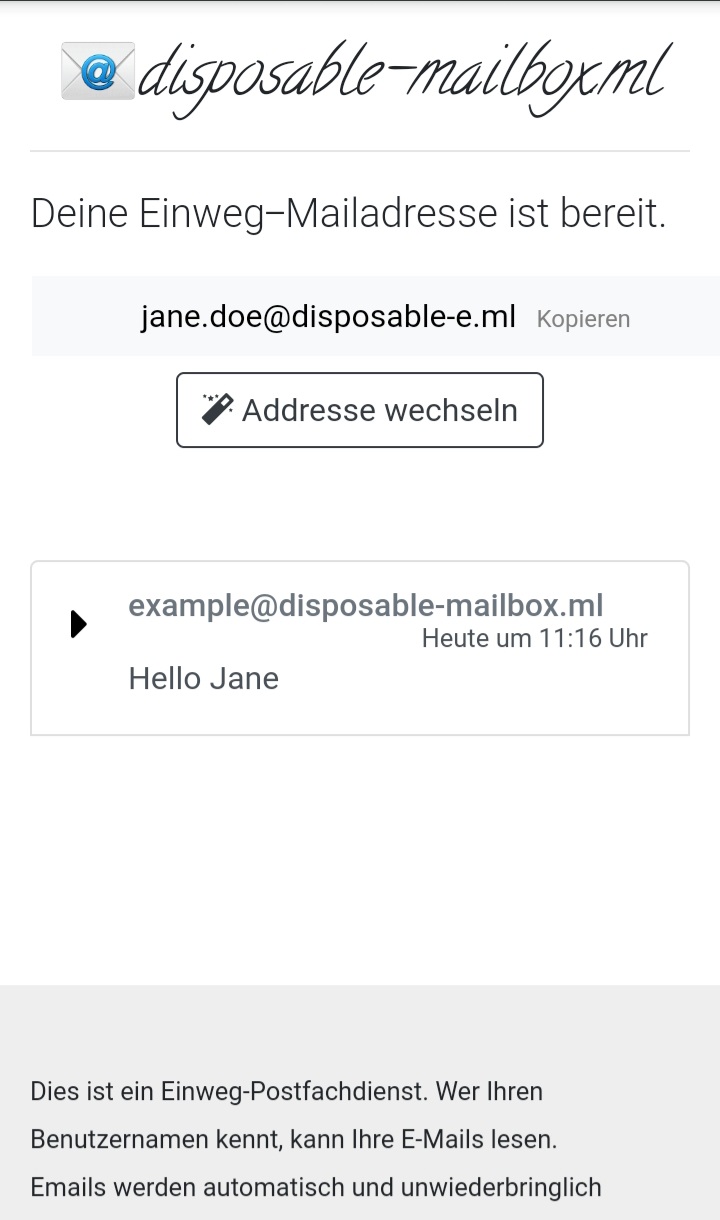 disposable-mailbox.ml
Deine Einweg–Mailadresse ist bereit.
jane.doe@disposable-e.ml Kopieren
Addresse wechseln
example@disposable-mailbox.ml
Heute um 11:16 Uhr
Hello Jane
Dies ist ein Einweg-Postfachdienst. Wer Ihren
Benutzernamen kennt, kann Ihre E-Mails lesen.
Emails werden automatisch und unwiederbringlich